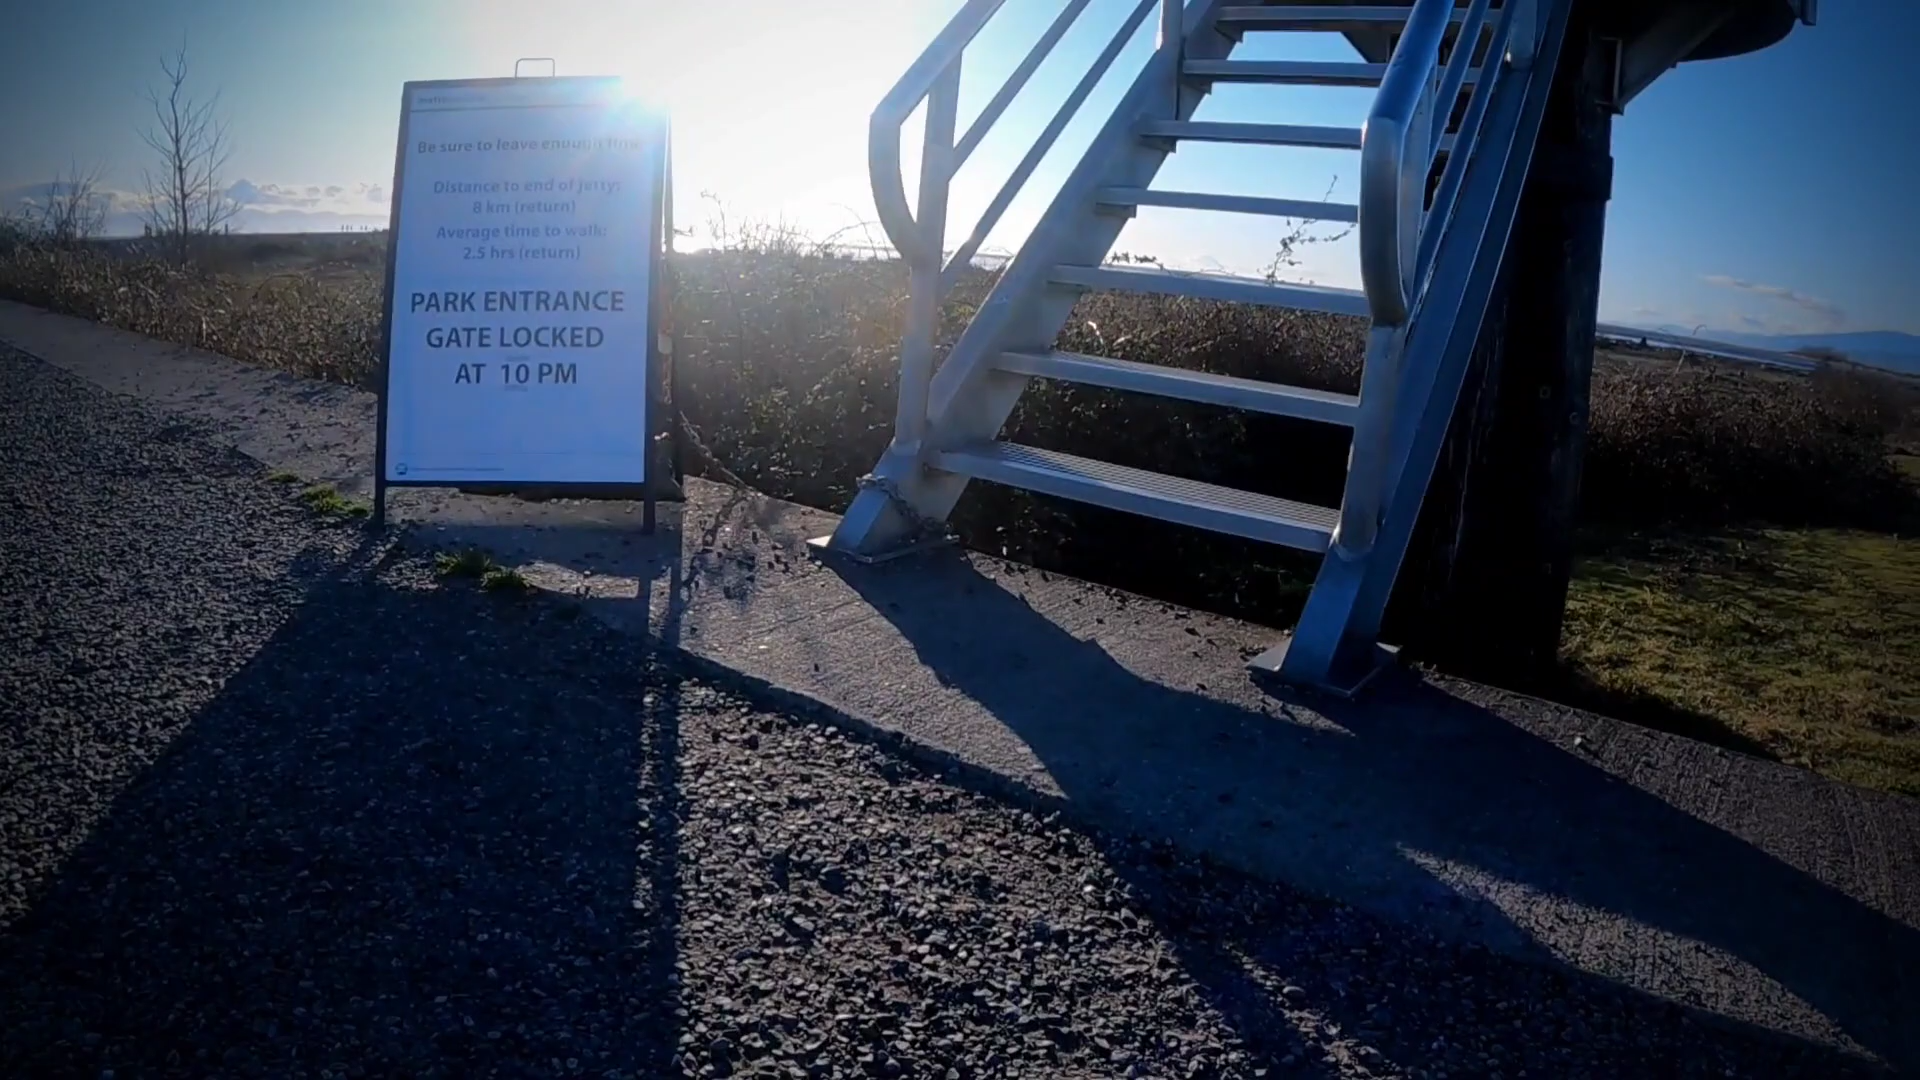 Be sure to leave enough time
Distance to end of jetty:
8 km (return)
Average time to walk:
2.5 hrs (return)
PARK ENTRANCE
GATE LOCKED
AT 10 PM